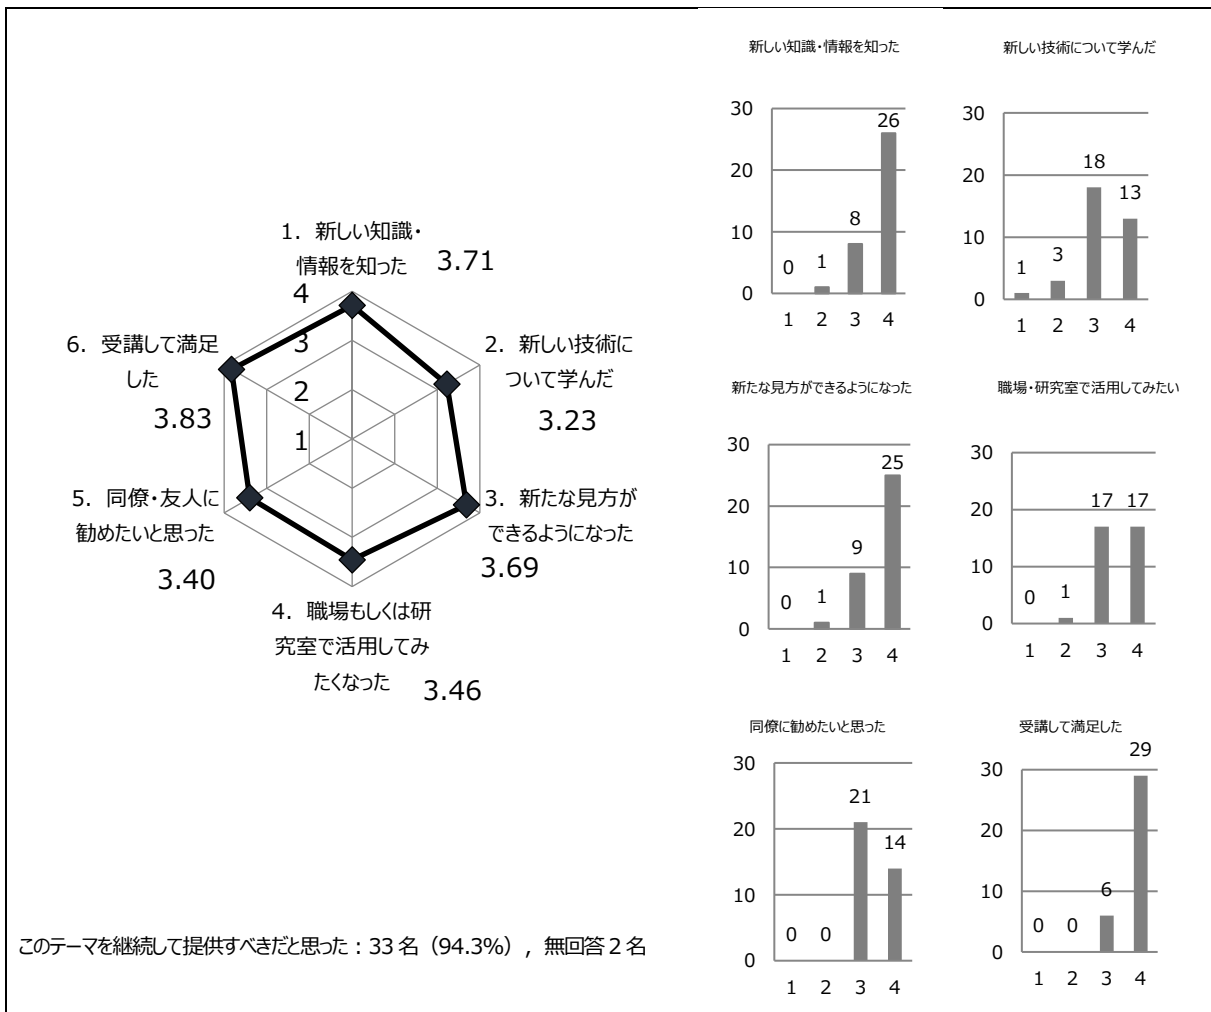 1. 新しい知識・
情報を知った
3.71
2. 新しい技術に
ついて学んだ
3.23
3. 新たな見方が
できるようになった
3.69
4. 職場もしくは研
究室で活用してみ
たくなった
3.46
5. 同僚・友人に
勧めたいと思った
3.40
6. 受講して満足
した
3.83
4
3
2
1
このテーマを継続して提供すべきだと思った：33 名（94.3%），無回答 2 名
新しい知識・情報を知った
30
20
10
0
0
1
8
26
1 2 3 4
新しい技術について学んだ
30
20
10
0
1
3
18
13
1 2 3 4
新たな見方ができるようになった
30
20
10
0
0
1
9
25
1 2 3 4
職場・研究室で活用してみたい
30
20
10
0
0
1
17
17
1 2 3 4
同僚に勧めたいと思った
30
20
10
0
0
0
21
14
1 2 3 4
受講して満足した
30
20
10
0
0
0
6
29
1 2 3 4